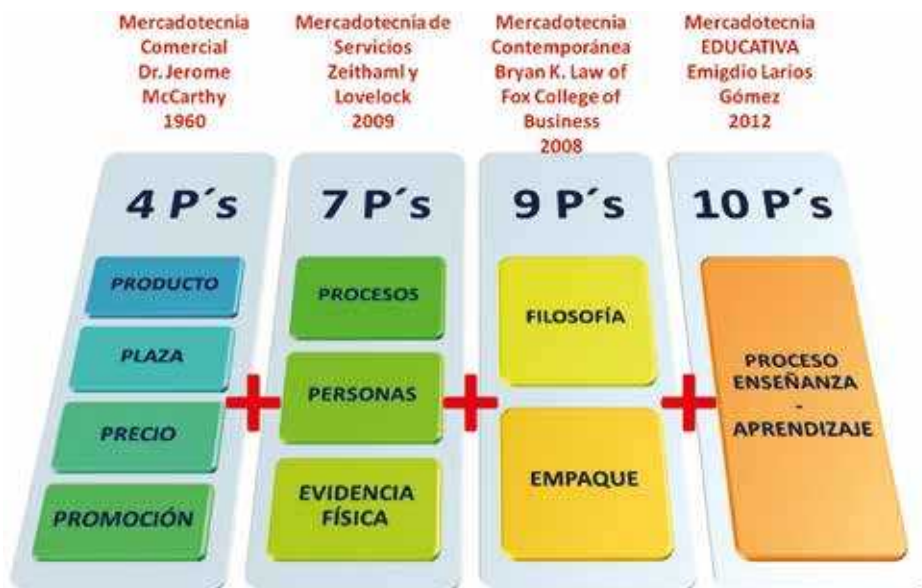 Mercadotecnia
Comercial
Dr. Jerome
McCarthy
1960
Mercadotecnia de
Servicios
Zeithaml y
Lovelock
2009
Mercadotecnia
Contemporánea
Bryan K. Law of
Fox College of
Business
2008
Mercadotecnia
EDUCATIVA
Emigdio Larios
Gómez
2012
4 P´s
PRODUCTO
PLAZA
PRECIO
PROMOCIÓN
+
7 P´s
PROCESOS
PERSONAS
EVIDENCIA
FÍSICA
+
9 P´s
FILOSOFÍA
EMPAQUE
+
10 P´s
PROCESO
ENSEÑANZA
-
APRENDIZAJE